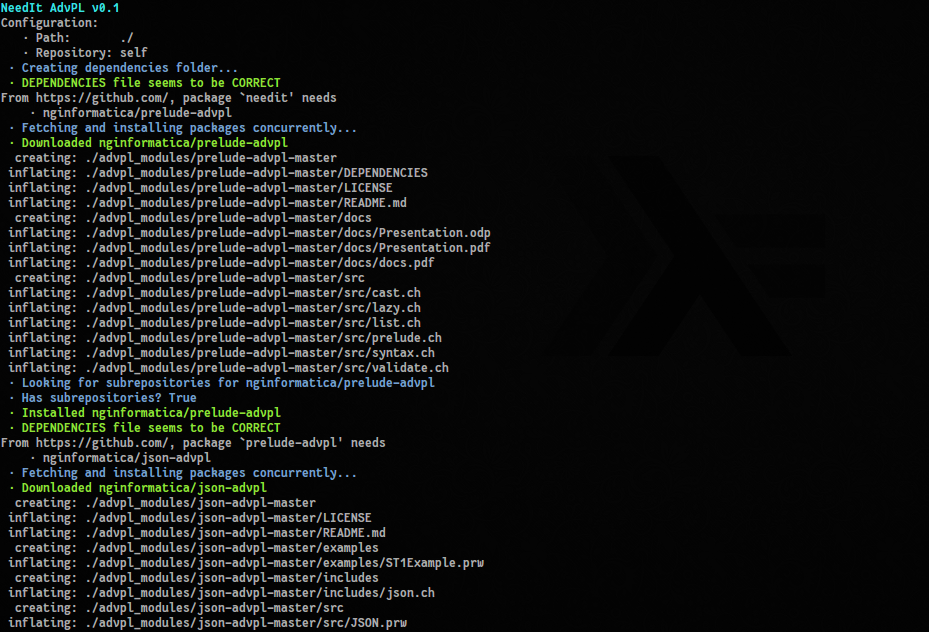 NeedIt AdvPL v0.1
Configuration:
· Path: ./
· Repository: self
· Creating dependencies folder...
· DEPENDENCIES file seems to be CORRECT
From https://github.com/, package `needit' needs
· nginformatica/prelude-advpl
· Fetching and installing packages concurrently...
· Downloaded nginformatica/prelude-advpl
creating: ./advpl_modules/prelude-advpl-master
inflating: ./advpl_modules/prelude-advpl-master/DEPENDENCIES
inflating: ./advpl_modules/prelude-advpl-master/LICENSE
inflating: ./advpl_modules/prelude-advpl-master/README.md
creating: ./advpl_modules/prelude-advpl-master/docs
inflating: ./advpl_modules/prelude-advpl-master/docs/Presentation.odp
inflating: ./advpl_modules/prelude-advpl-master/docs/Presentation.pdf
inflating: ./advpl_modules/prelude-advpl-master/docs/docs.pdf
creating: ./advpl_modules/prelude-advpl-master/src
inflating: ./advpl_modules/prelude-advpl-master/src/cast.ch
inflating: ./advpl_modules/prelude-advpl-master/src/lazy.ch
inflating: ./advpl_modules/prelude-advpl-master/src/list.ch
inflating: ./advpl_modules/prelude-advpl-master/src/prelude.ch
inflating: ./advpl_modules/prelude-advpl-master/src/syntax.ch
inflating: ./advpl_modules/prelude-advpl-master/src/validate.ch
· Looking for subrepositories for nginformatica/prelude-advpl
· Has subrepositories? True
· Installed nginformatica/prelude-advpl
· DEPENDENCIES file seems to be CORRECT
From https://github.com/, package `prelude-advpl' needs
· nginformatica/json-advpl
· Fetching and installing packages concurrently...
· Downloaded nginformatica/json-advpl
creating: ./advpl_modules/json-advpl-master
inflating: ./advpl_modules/json-advpl-master/LICENSE
inflating: ./advpl_modules/json-advpl-master/README.md
creating: ./advpl_modules/json-advpl-master/examples
inflating: ./advpl_modules/json-advpl-master/examples/ST1Example.prw
creating: ./advpl_modules/json-advpl-master/includes
inflating: ./advpl_modules/json-advpl-master/includes/json.ch
creating: ./advpl_modules/json-advpl-master/src
inflating: ./advpl_modules/json-advpl-master/src/JSON.prw